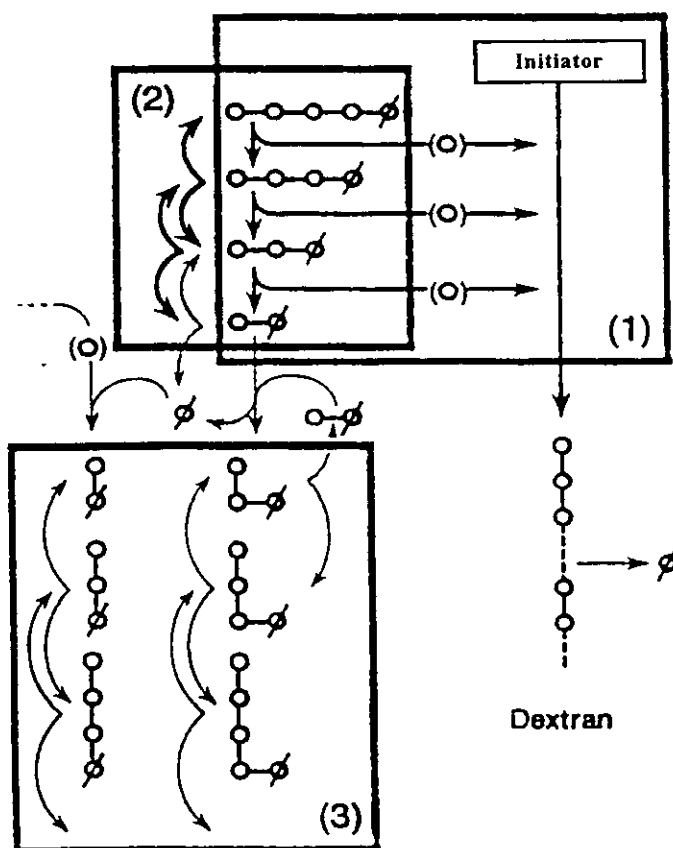 Initiator
(2)
(1)
Dextran
(3)